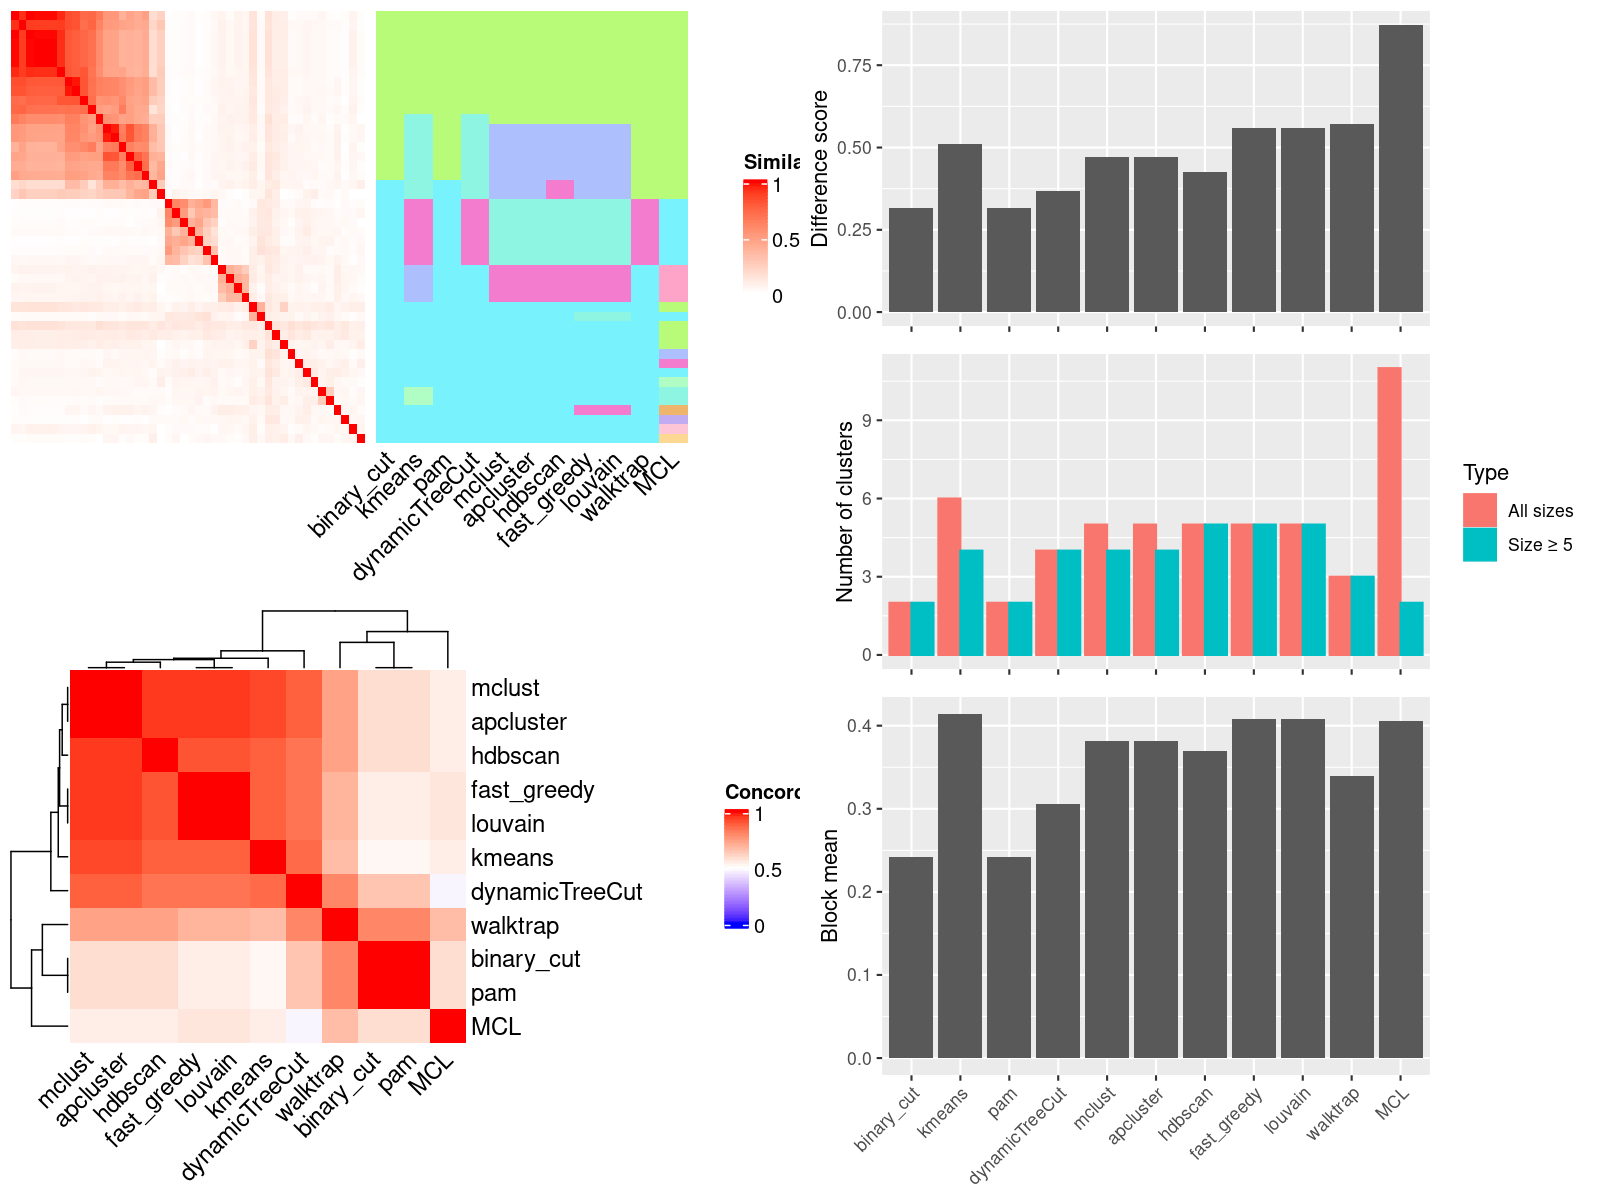 Simila
1
0.5
0
binary_cut
kmeans
pam
dynamicTreeCut
mclust
apcluster
hdbscan
fast_greedy
louvain
walktrap
MCL
mclust
apcluster
hdbscan
fast_greedy
louvain
kmeans
dynamicTreeCut
walktrap
binary_cut
pam
MCL
Concord
1
0.5
0
mclust
apcluster
hdbscan
fast_greedy
louvain
kmeans
dynamicTreeCut
walktrap
binary_cut
pam
MCL
Difference score
0.75
0.50
0.25
0.00
Number of clusters
9
6
3
0
Type
All sizes
Size ≥ 5
Block mean
0.4
0.3
0.2
0.1
0.0
binary_cut
kmeans
pam
dynamicTreeCut
mclust
apcluster
hdbscan
fast_greedy
louvain
walktrap
MCL